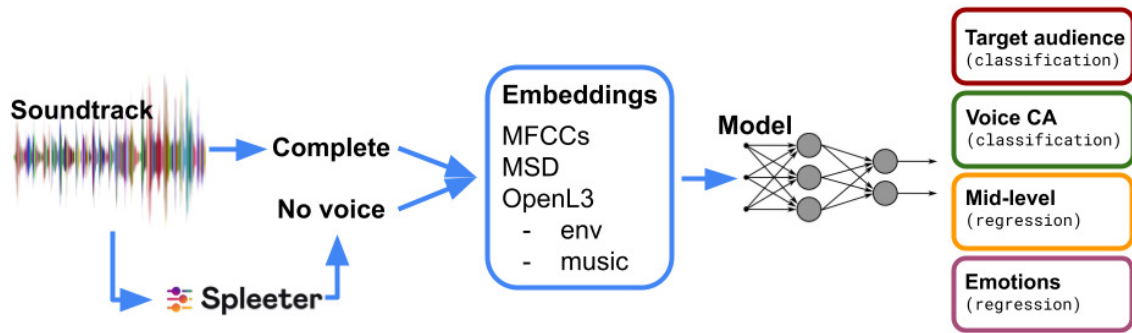 Soundtrack
Complete
No voice
Spleeter
Embeddings
MFCCs
MSD
OpenL3
- env
- music
Model
Target audience
(classification)
Voice CA
(classification)
Mid-level
(regression)
Emotions
(regression)